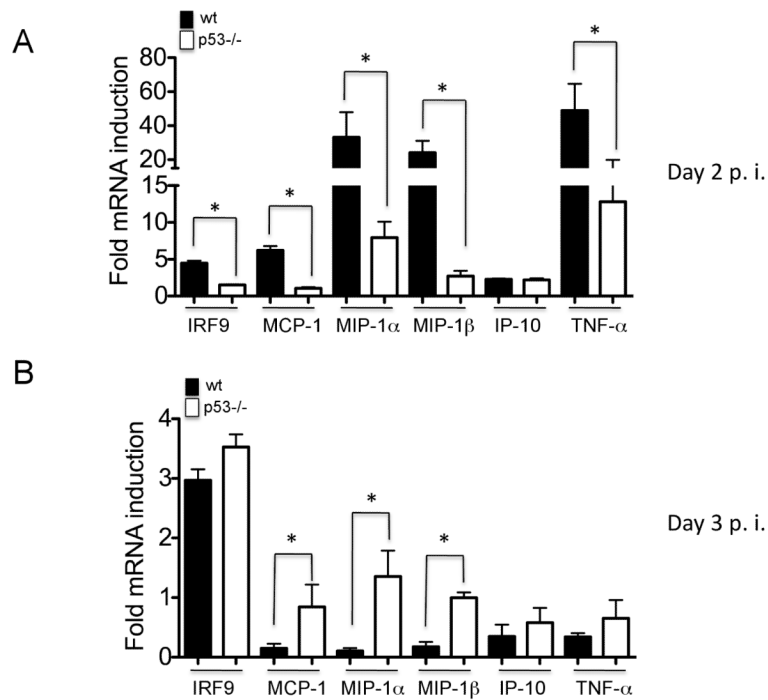 A
wt
p53-/-
Fold mRNA induction
80
60
40
20
15
10
5
0
*
*
*
*
*
IRF9
MCP-1
MIP-1α
MIP-1β
IP-10
TNF-α
Day 2 p. i.
B
wt
p53-/-
Fold mRNA induction
4
3
2
1
0
*
*
*
IRF9
MCP-1
MIP-1α
MIP-1β
IP-10
TNF-α
Day 3 p. i.